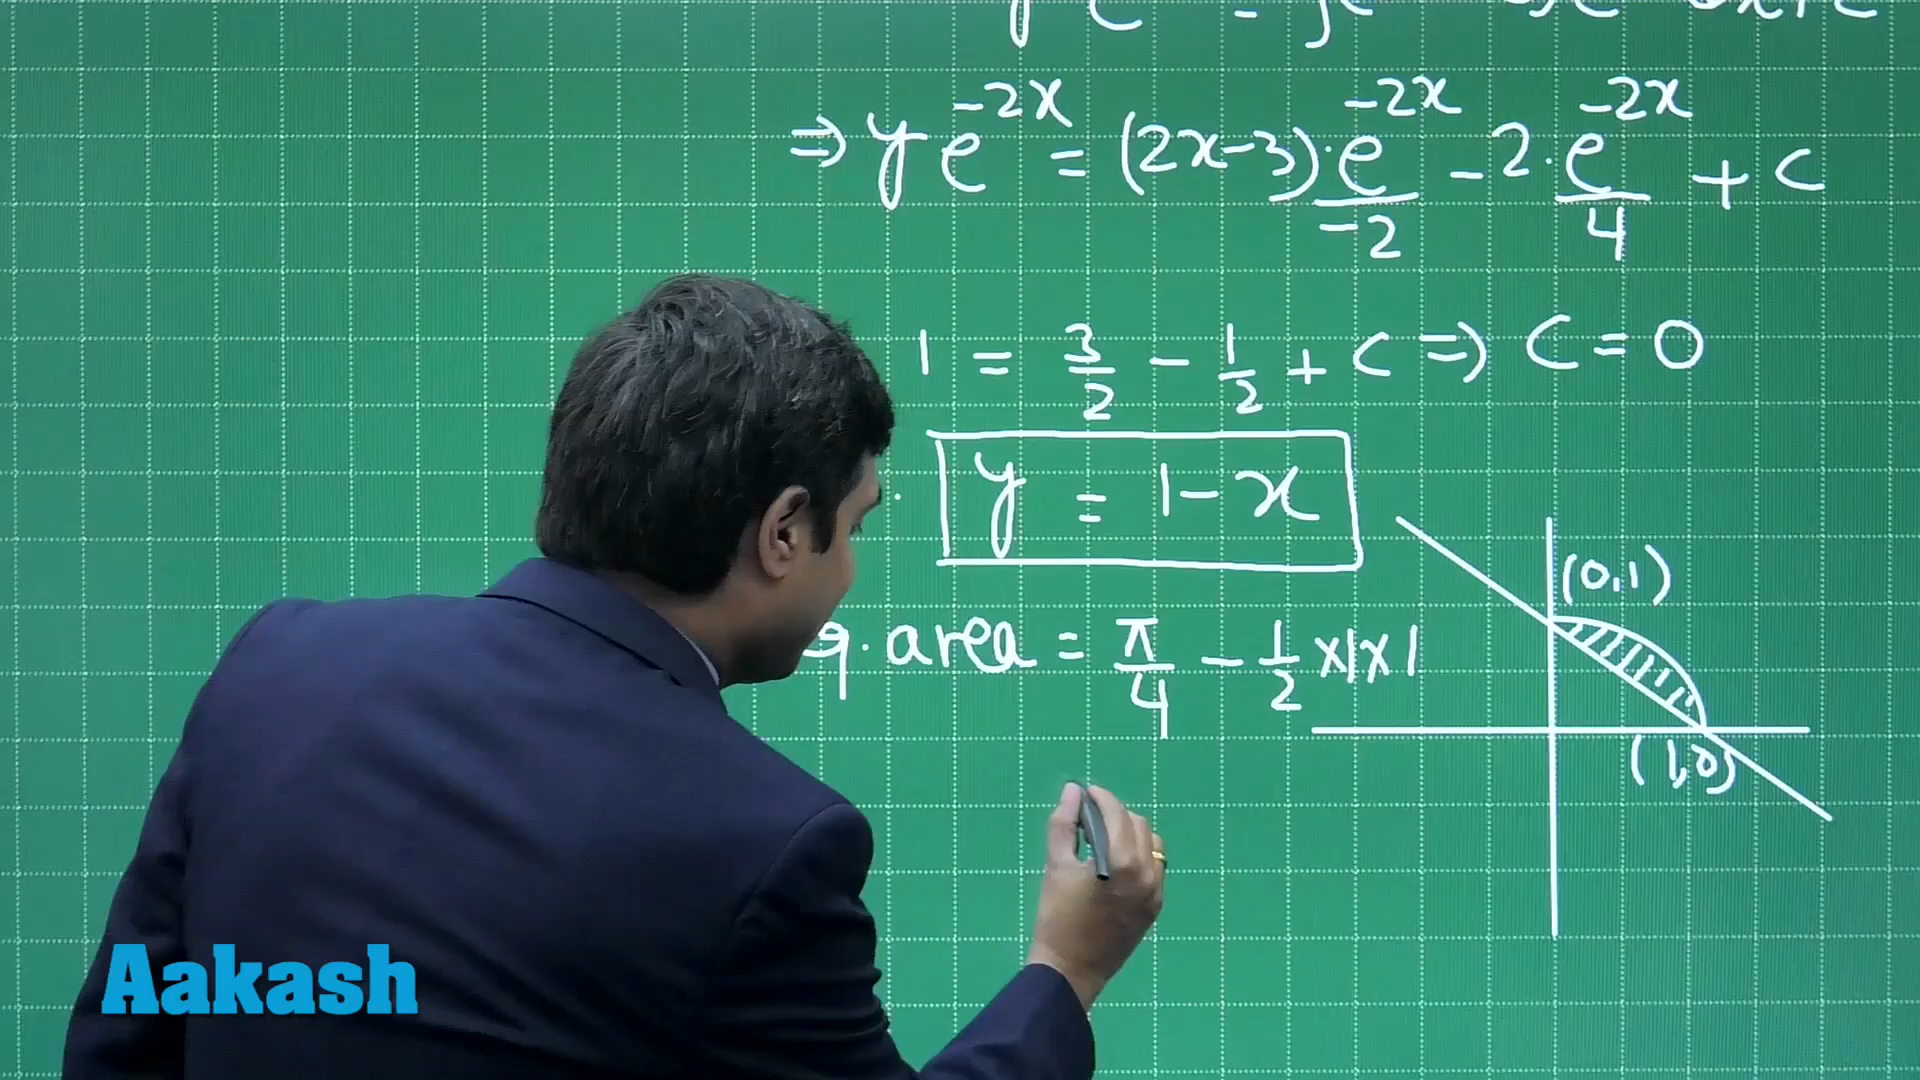 ⇒ y e^{-2x} = (2x-3)·e^{-2x}/-2 - 2·e^{-2x}/4 + C
1 = 3/2 - 1/2 + C ⇒ C = 0
y = 1-x
(0,1)
q. area = π/4 - 1/2 x1x1
(1,0)
Aakash